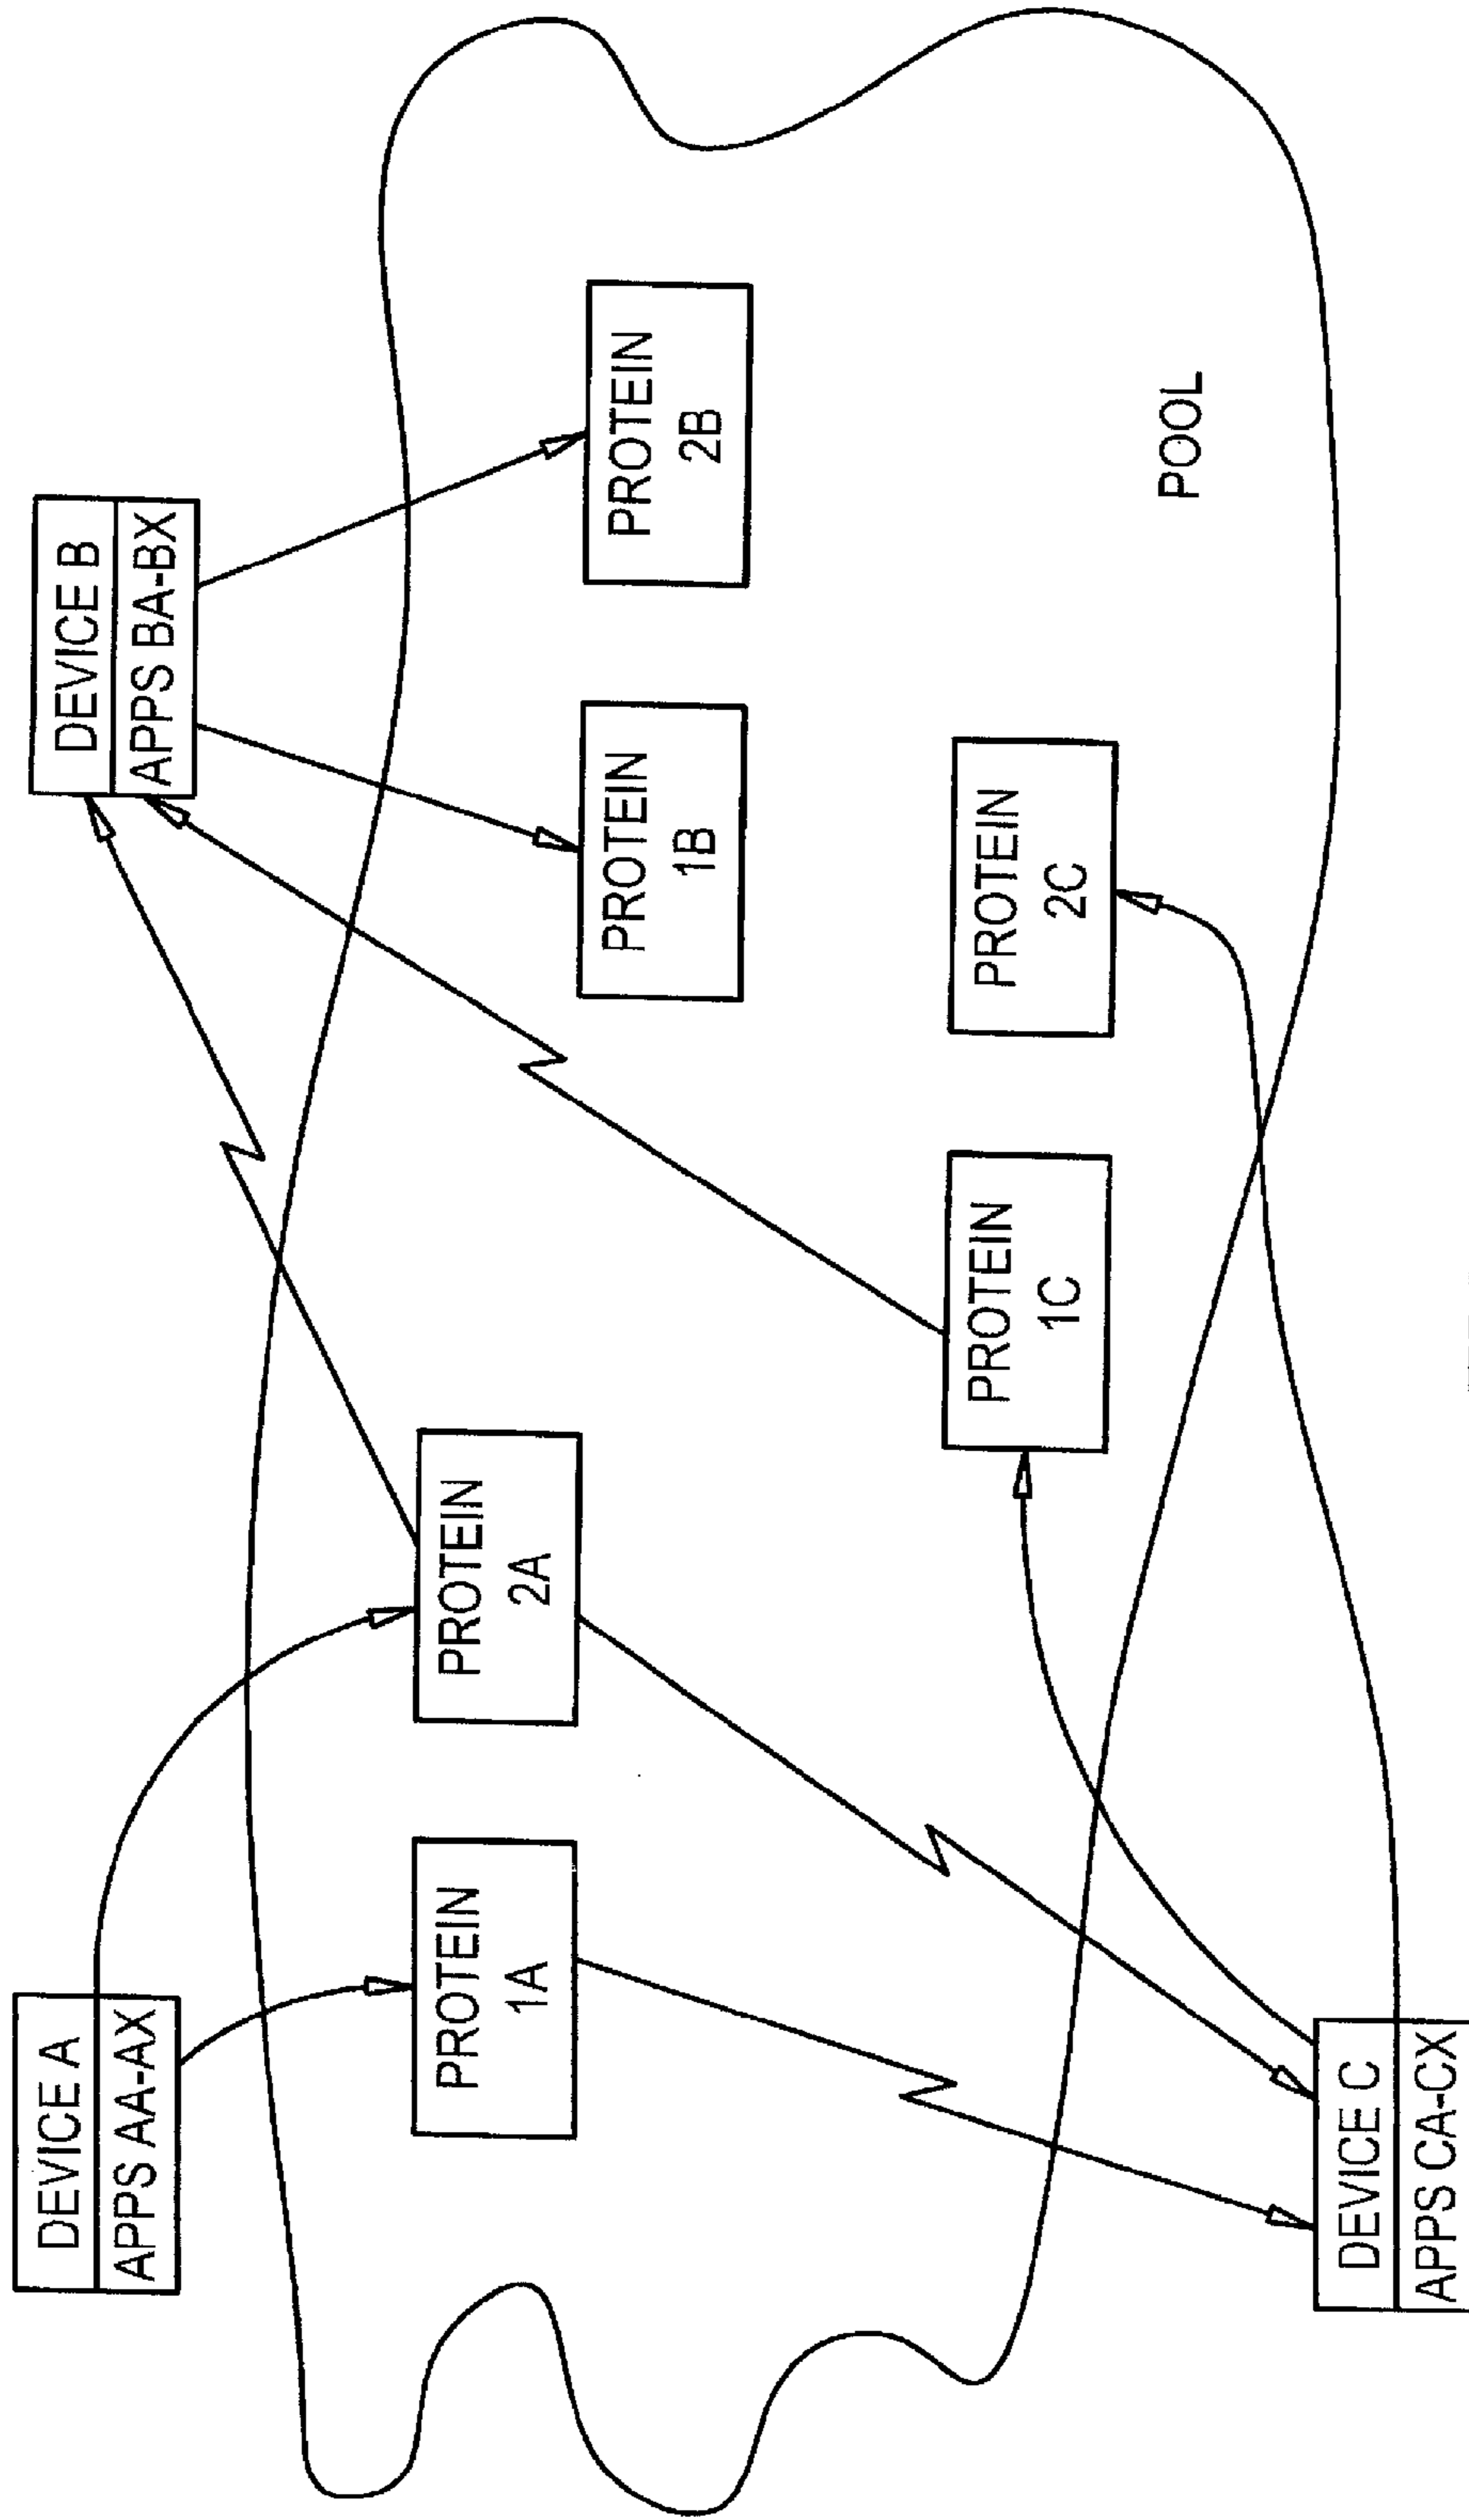 DEVICE A
APPS AA-AX
DEVICE B
APPS BA-BX
PROTEIN
1A
PROTEIN
2A
PROTEIN
1B
PROTEIN
2B
PROTEIN
1C
PROTEIN
2C
POOL
DEVICE C
APPS CA-CX